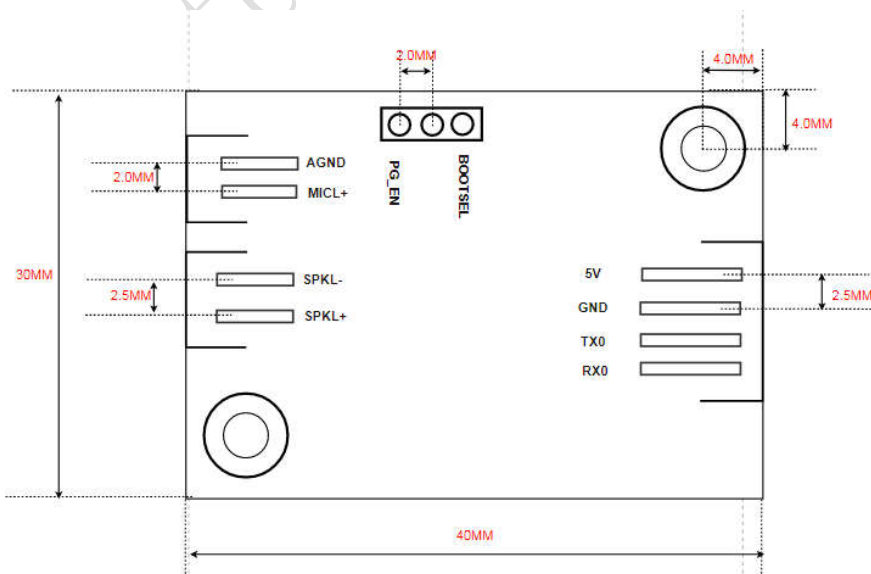 2.0MM
4.0MM
4.0MM
AGND
2.0MM
MICL+
PG_EN
BOOTSEL
30MM
5V
SPKL-
2.5MM
2.5MM
GND
SPKL+
TX0
RX0
40MM